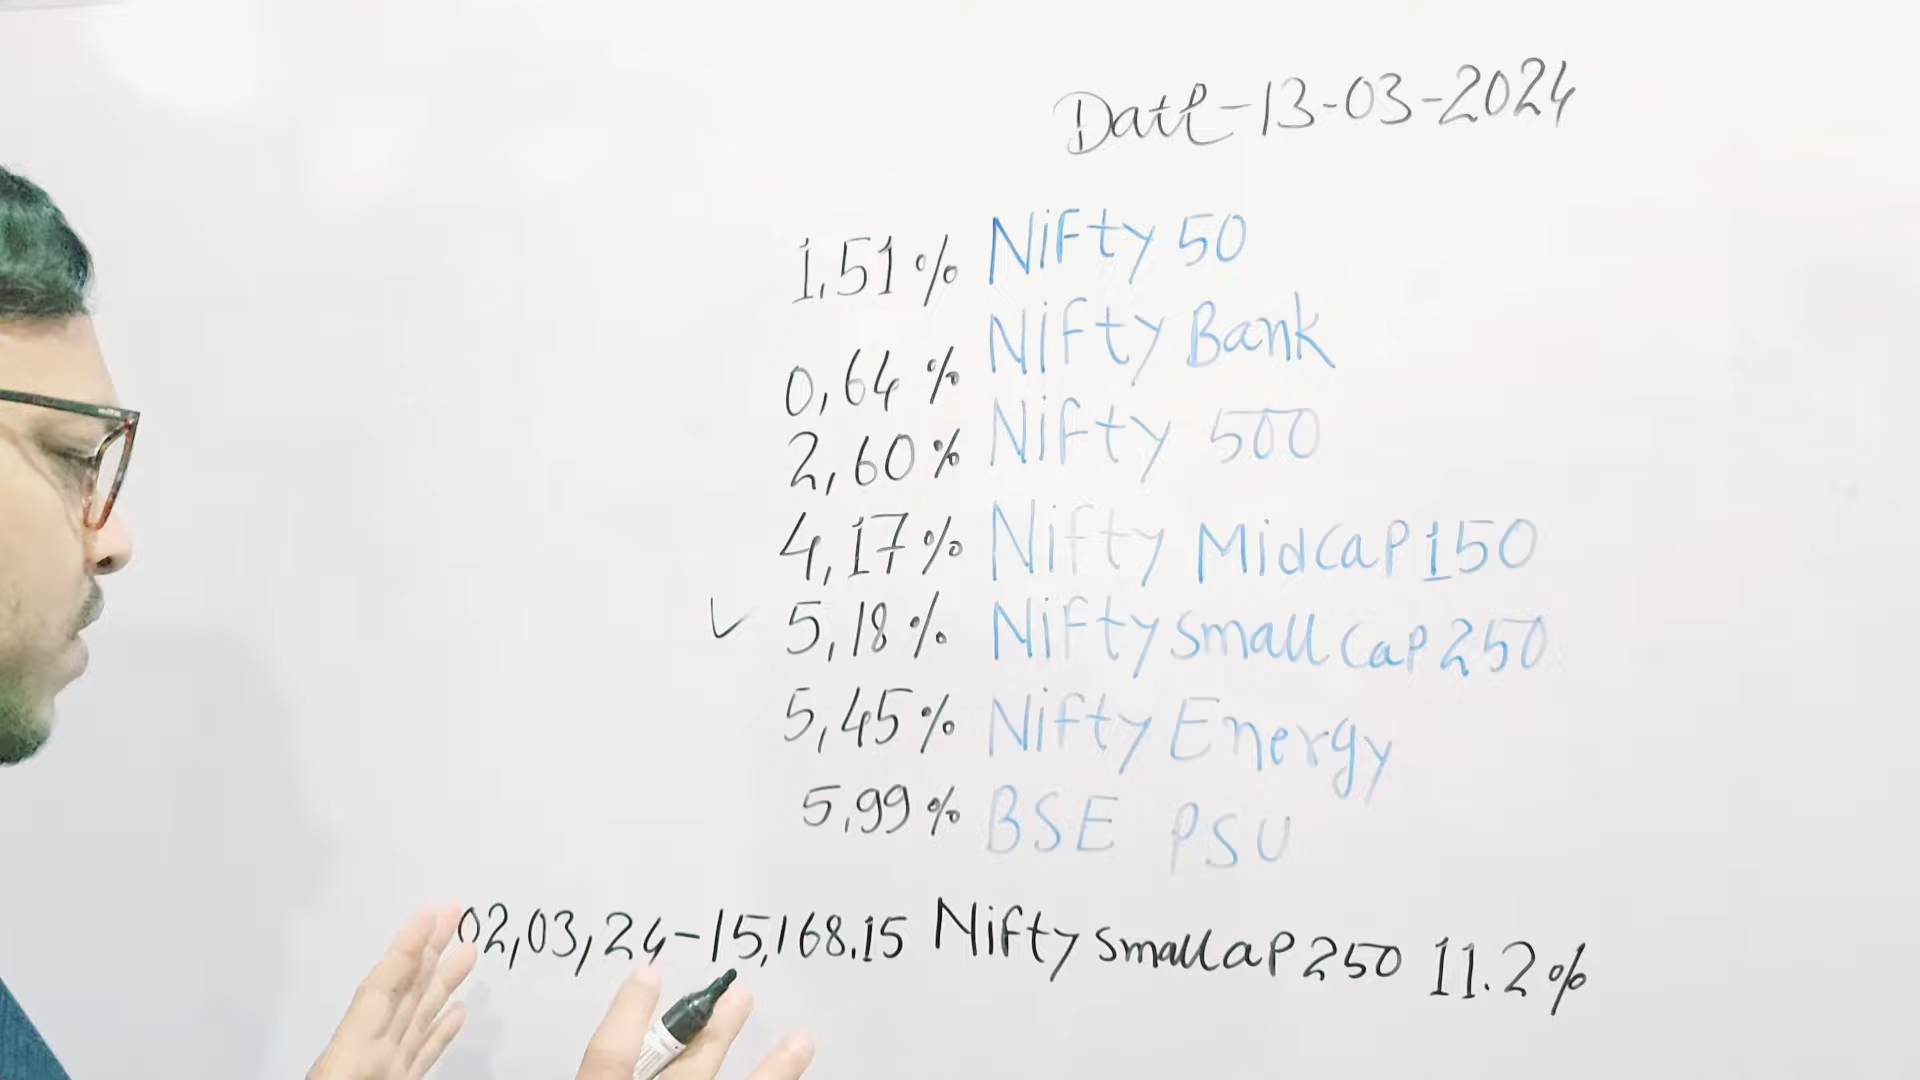 Date-13-03-2024
1,51% Nifty 50
0,64% Nifty Bank
2,60% Nifty 500
4,17% Nifty Midcap 150
5,18% Nifty smallcap 250
5,45% Nifty Energy
5,99% BSE PSU
02,03,24-15,168.15 Nifty smallcap 250 11.2%